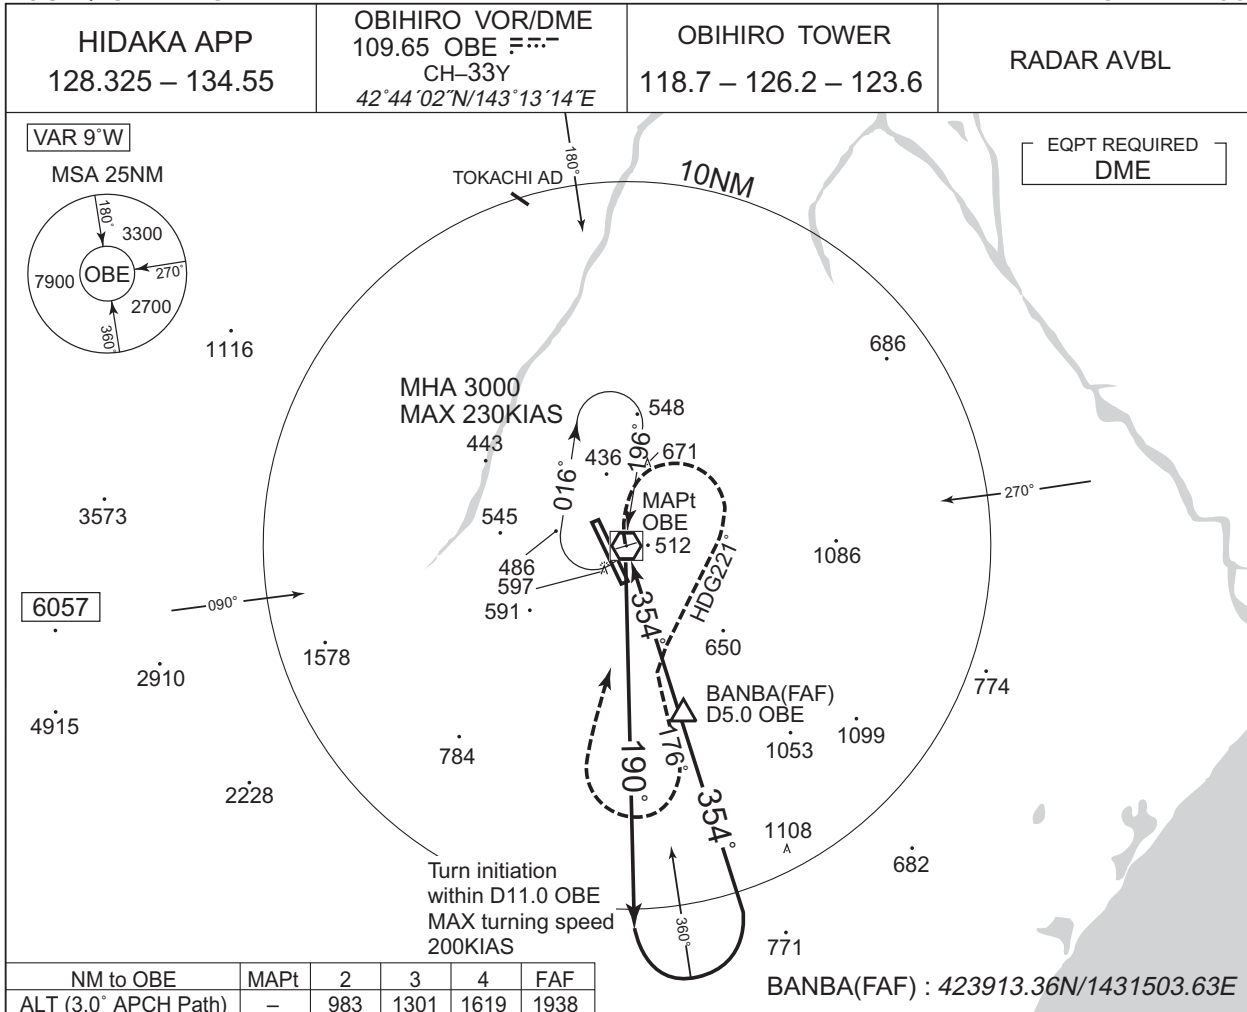 HIDAKA APP
128.325 – 134.55
OBIHIRO VOR/DME
109.65 OBE
CH–33Y
42°44´02˝N/143°13´14˝E
OBIHIRO TOWER
118.7 – 126.2 – 123.6
RADAR AVBL
VAR 9°W
MSA 25NM
180°
3300
7900
OBE
270°
2700
360°
EQPT REQUIRED
DME
TOKACHI AD
180°
10NM
1116
686
MHA 3000
MAX 230KIAS
548
443
436
196°
671
016°
270°
3573
MAPt
OBE
545
512
1086
486
597
591
6057
090°
354°
HDG221°
650
1578
2910
774
BANBA(FAF)
D5.0 OBE
4915
1099
1053
784
176°
190°
2228
354°
1108
682
Turn initiation
within D11.0 OBE
MAX turning speed
200KIAS
360°
771
NM to OBE MAPt 2 3 4 FAF
ALT (3.0° APCH Path) – 983 1301 1619 1938
BANBA(FAF) : 423913.36N/1431503.63E